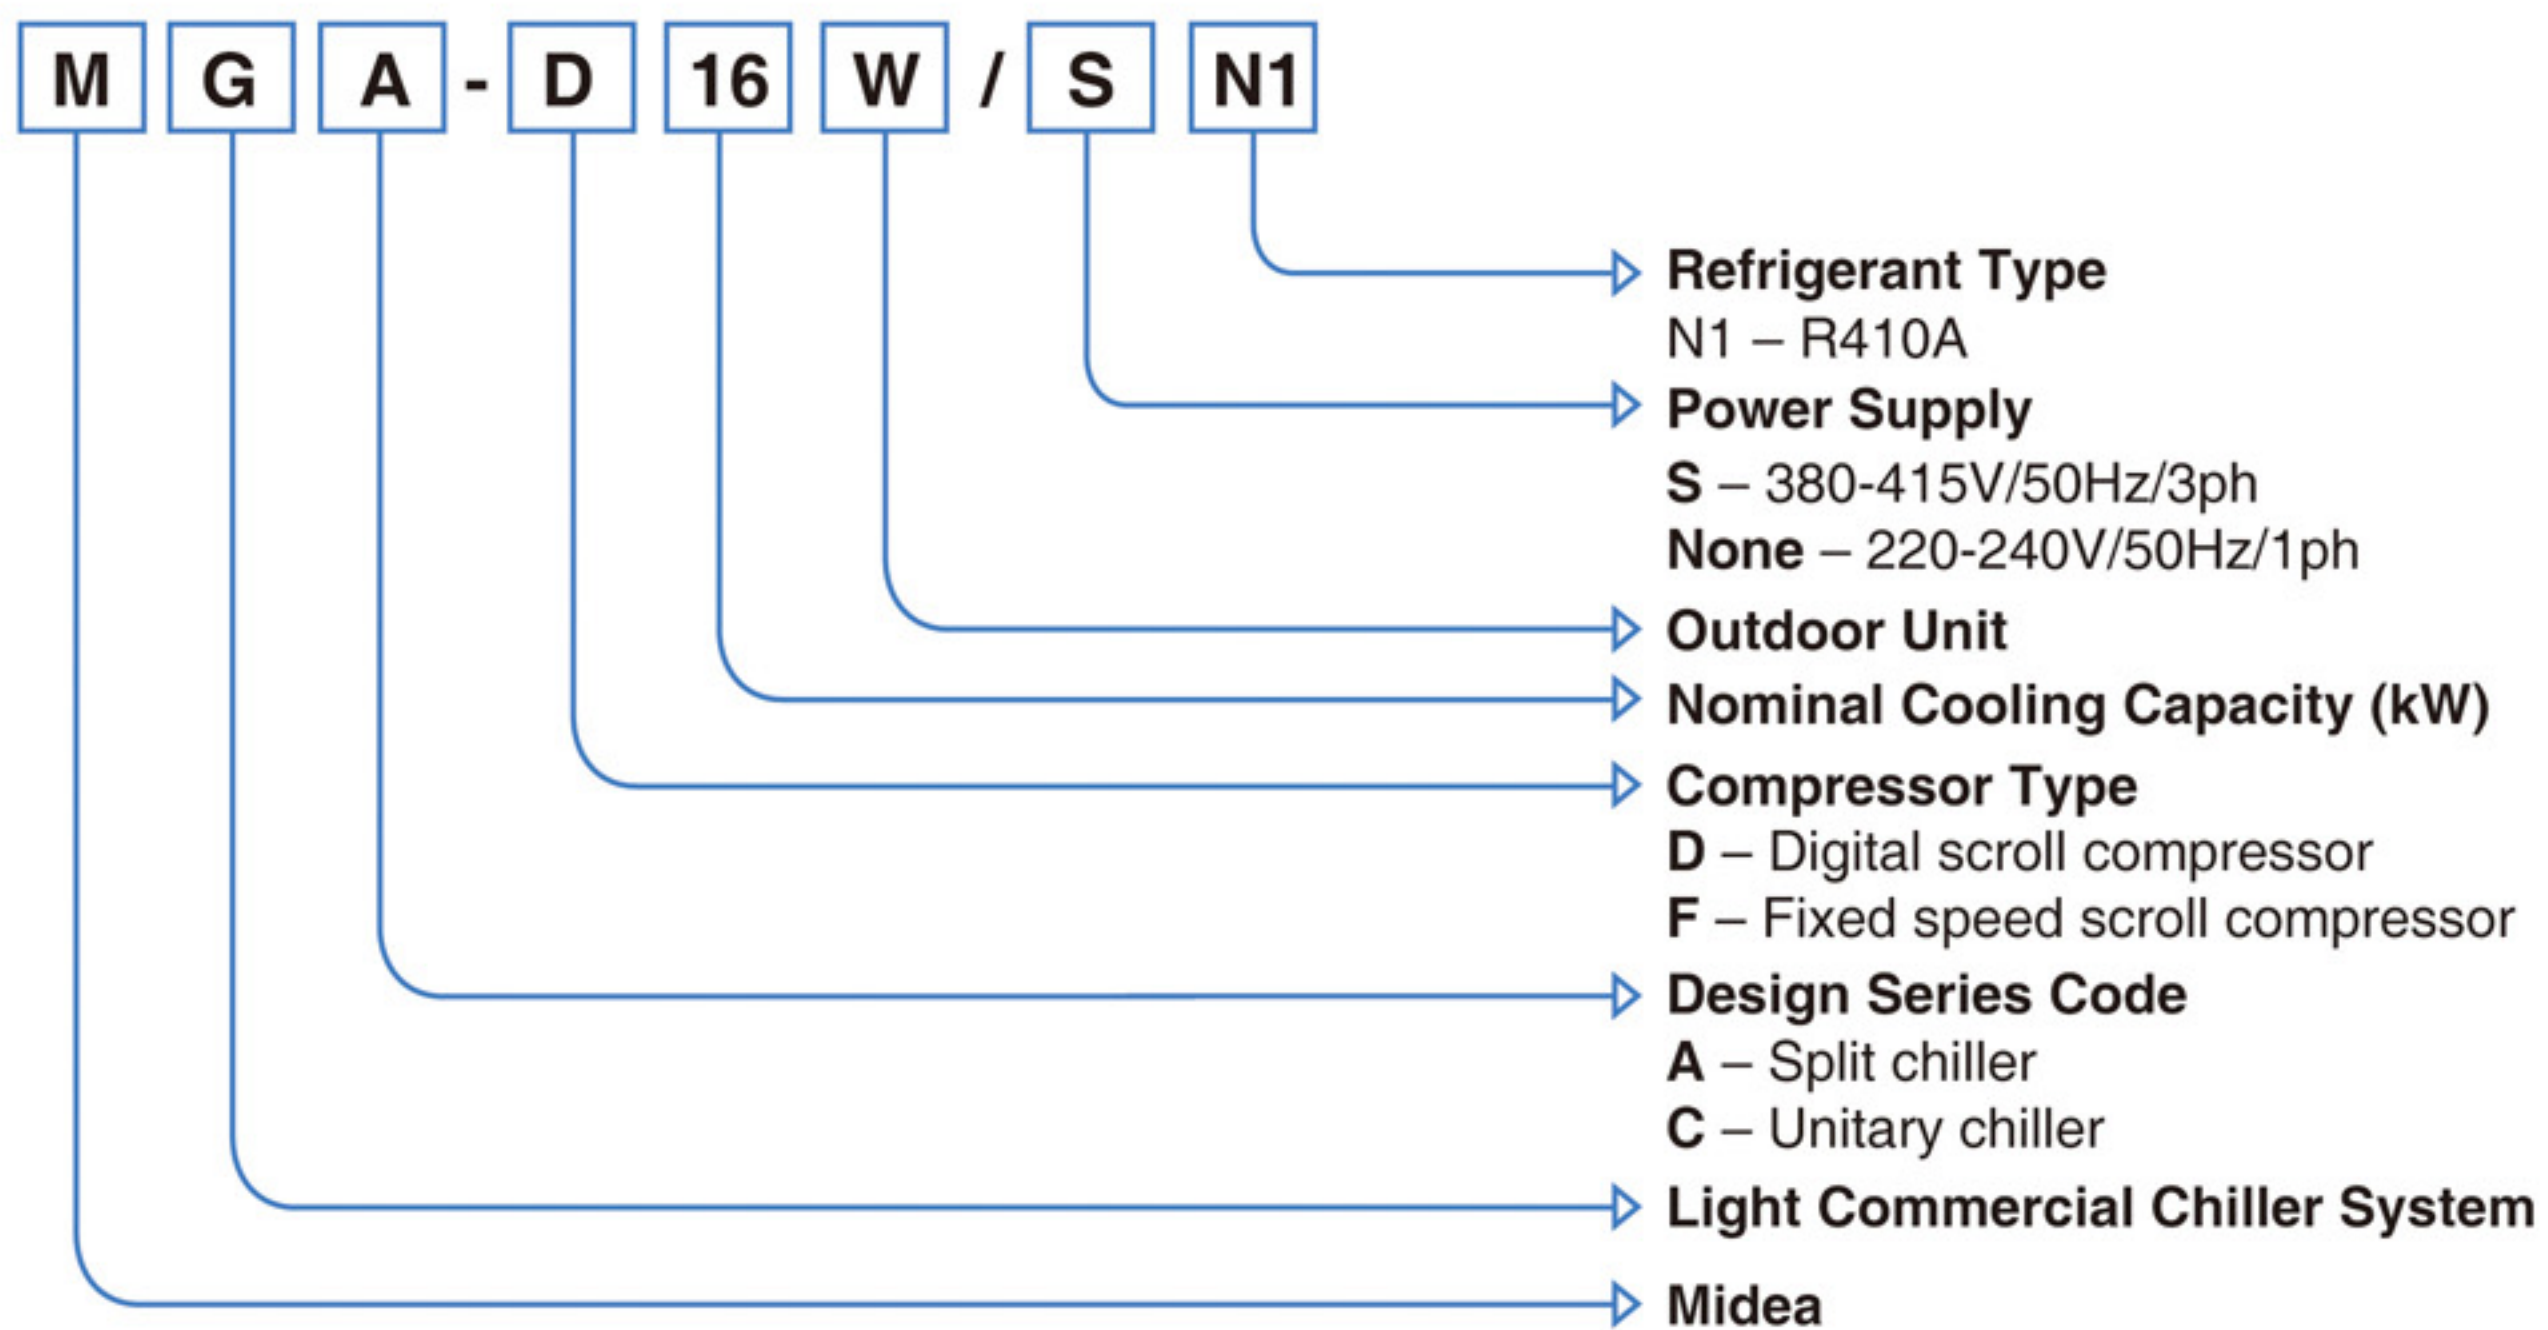 M G A - D 16 W / S N1
Refrigerant Type
N1 – R410A
Power Supply
S – 380-415V/50Hz/3ph
None – 220-240V/50Hz/1ph
Outdoor Unit
Nominal Cooling Capacity (kW)
Compressor Type
D – Digital scroll compressor
F – Fixed speed scroll compressor
Design Series Code
A – Split chiller
C – Unitary chiller
Light Commercial Chiller System
Midea